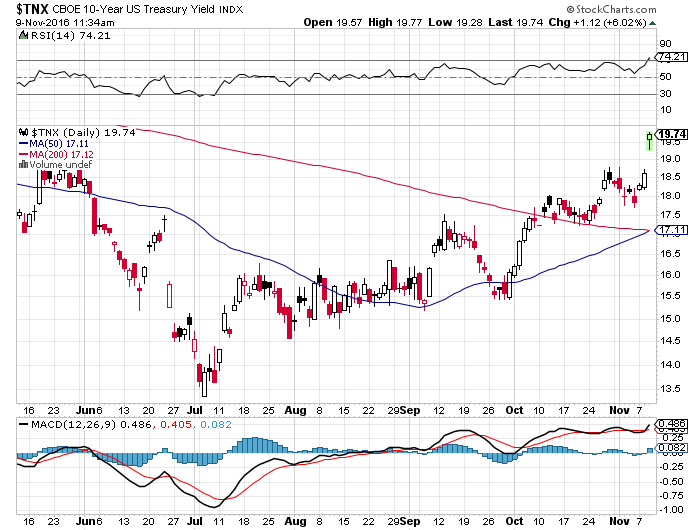 $TNX CBOE 10-Year US Treasury Yield INDX
© StockCharts.com
9-Nov-2016 11:34am
Open 19.57 High 19.77 Low 19.28 Last 19.74 Chg +1.12 (+6.02%)
RSI(14) 74.21
90
74.21
70
50
30
10
$TNX (Daily) 19.74
MA(50) 17.11
MA(200) 17.12
Volume undef
19.74
19.5
19.0
18.5
18.0
17.5
17.11
17.0
16.5
16.0
15.5
15.0
14.5
14.0
13.5
16 23 Jun 6 13 20 27 Jul 11 18 25 Aug 8 15 22 29 Sep 12 19 26 Oct 10 17 24 Nov 7
MACD(12,26,9) 0.486, 0.405, 0.082
0.486
0.405
0.25
0.082
-0.25
-0.50
-0.75
-1.00
16 23 Jun 6 13 20 27 Jul 11 18 25 Aug 8 15 22 29 Sep 12 19 26 Oct 10 17 24 Nov 7